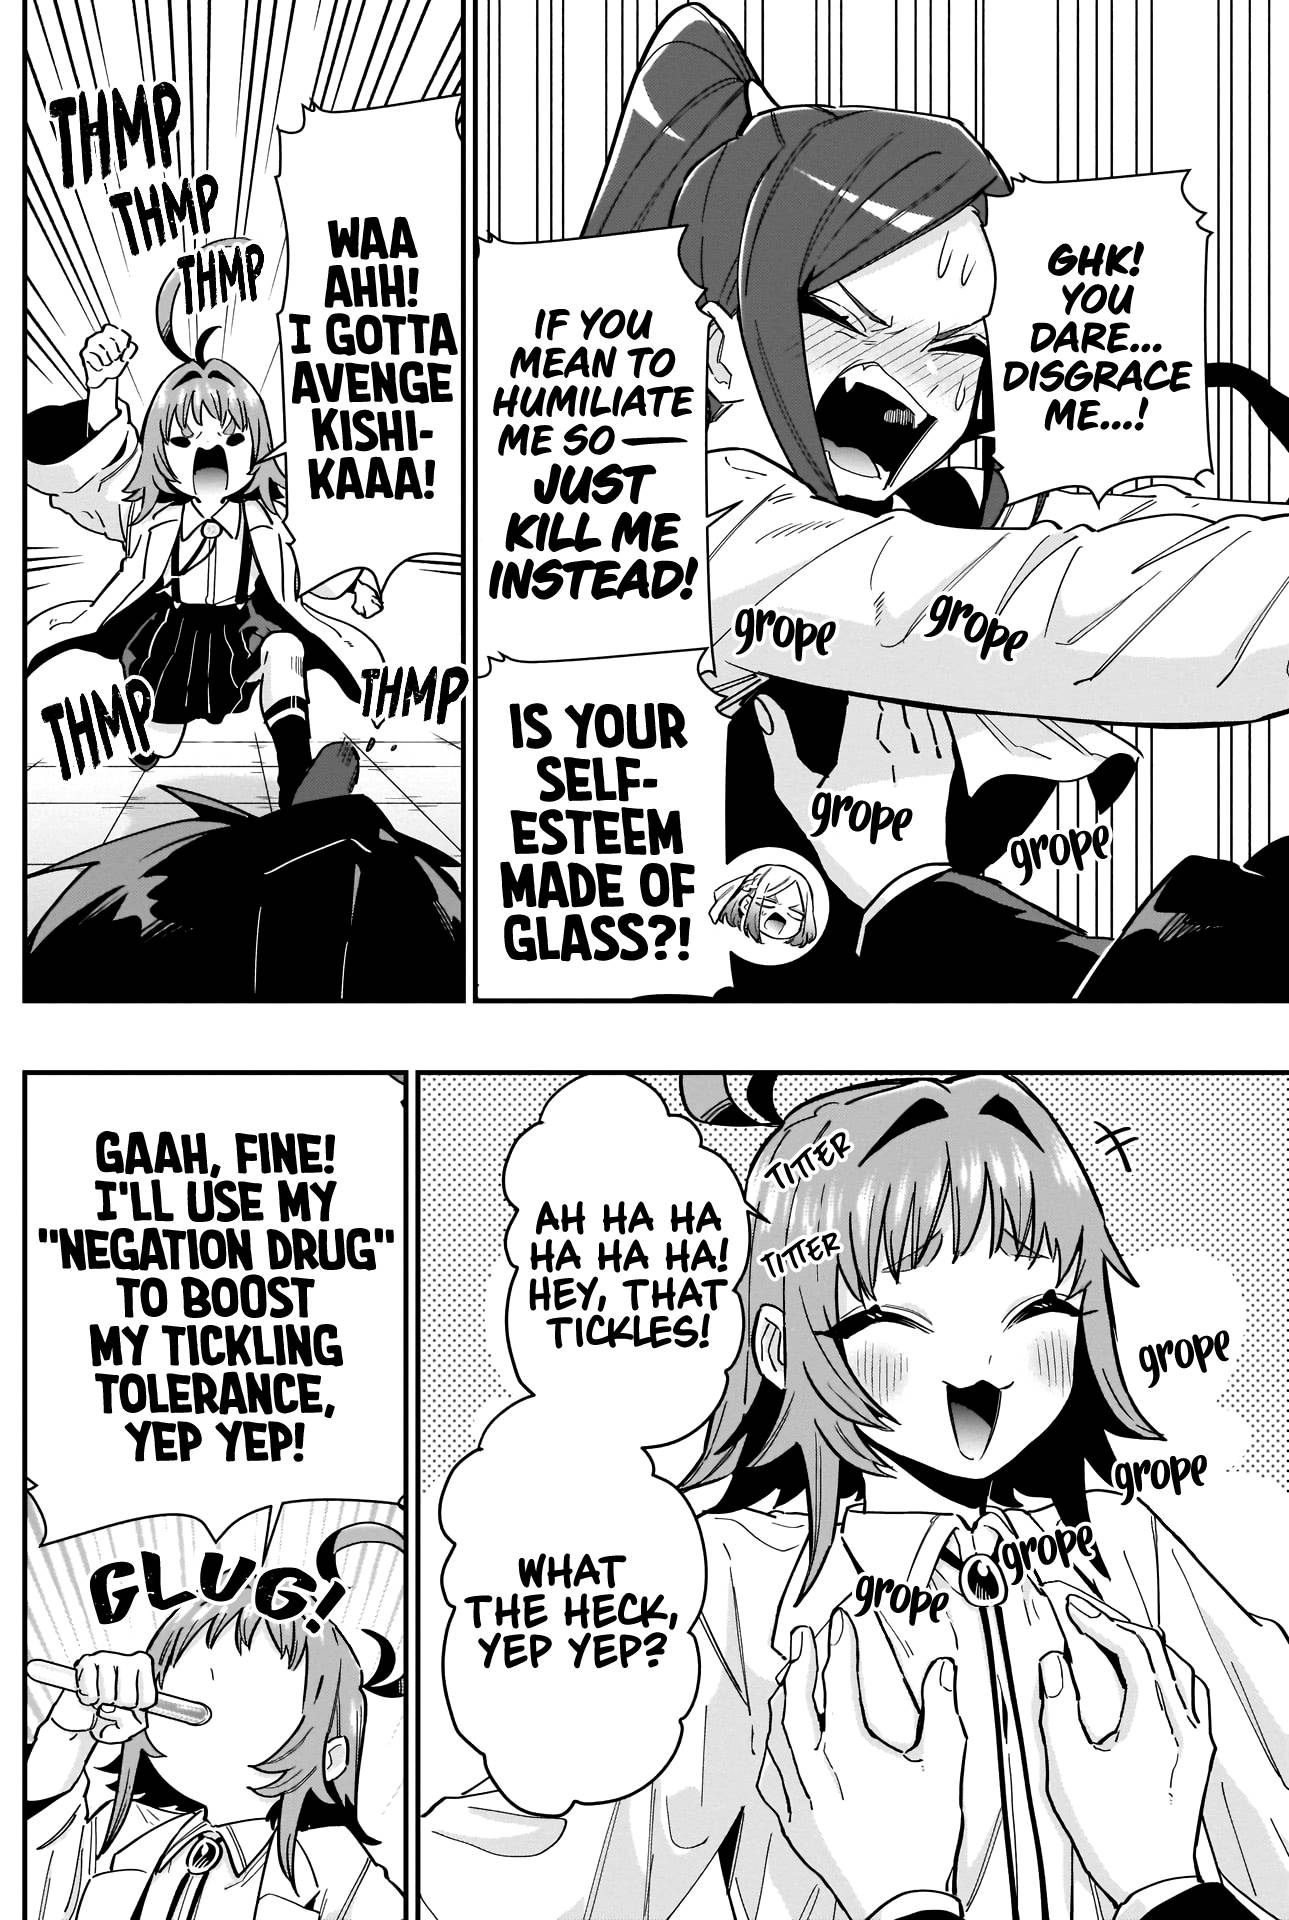 GHK!
YOU
DARE...
DISGRACE
ME...!
IF YOU
MEAN TO
HUMILIATE
ME SO—
JUST
KILL ME
INSTEAD!
grope
grope
grope
grope
IS YOUR
SELF-
ESTEEM
MADE OF
GLASS?!
THMP
THMP
THMP
WAA
AHH!
I GOTTA
AVENGE
KISHI-
KAAA!
THMP
THMP
TITTER
TITTER
AH HA HA
HA HA HA!
HEY, THAT
TICKLES!
grope
grope
grope
grope
WHAT
THE HECK,
YEP YEP?
GAAH, FINE!
I'LL USE MY
"NEGATION DRUG"
TO BOOST
MY TICKLING
TOLERANCE,
YEP YEP!
GLUG!